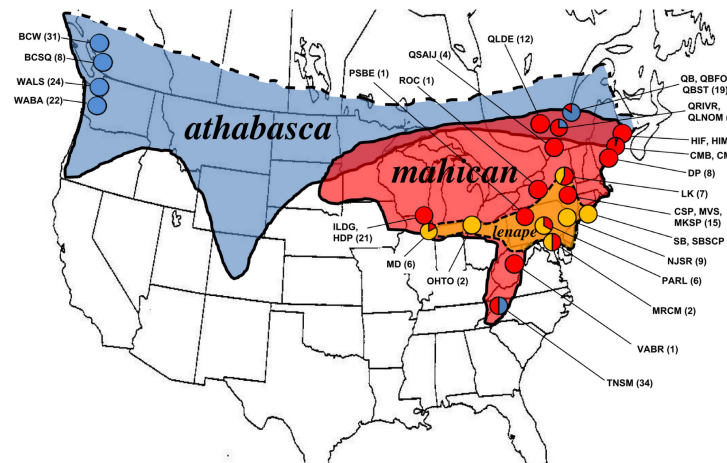 BCW (31)
BCSQ (8)
WALS (24)
WABA (22)
PSBE (1)
ROC (1)
QSAIJ (4)
QLDE (12)
QB, QBFO
QBST (19)
QRIVR,
QLNOM
HIF, HIM
CMB, CM
DP (8)
LK (7)
CSP, MVS,
MKSP (15)
SB, SBSCP
NJSR (9)
PARL (6)
MRCM (2)
VABR (1)
TNSM (34)
ILDG,
HDP (21)
MD (6)
OHTO (2)
athabasca
mahican
lenape